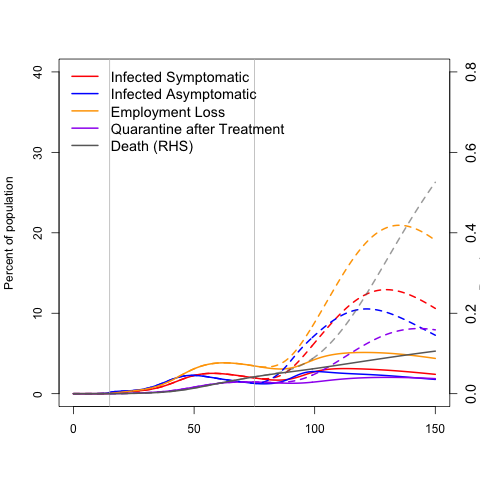 Infected Symptomatic
Infected Asymptomatic
Employment Loss
Quarantine after Treatment
Death (RHS)
Percent of population
40
30
20
10
0
0.8
0.6
0.4
0.2
0.0
0
50
100
150